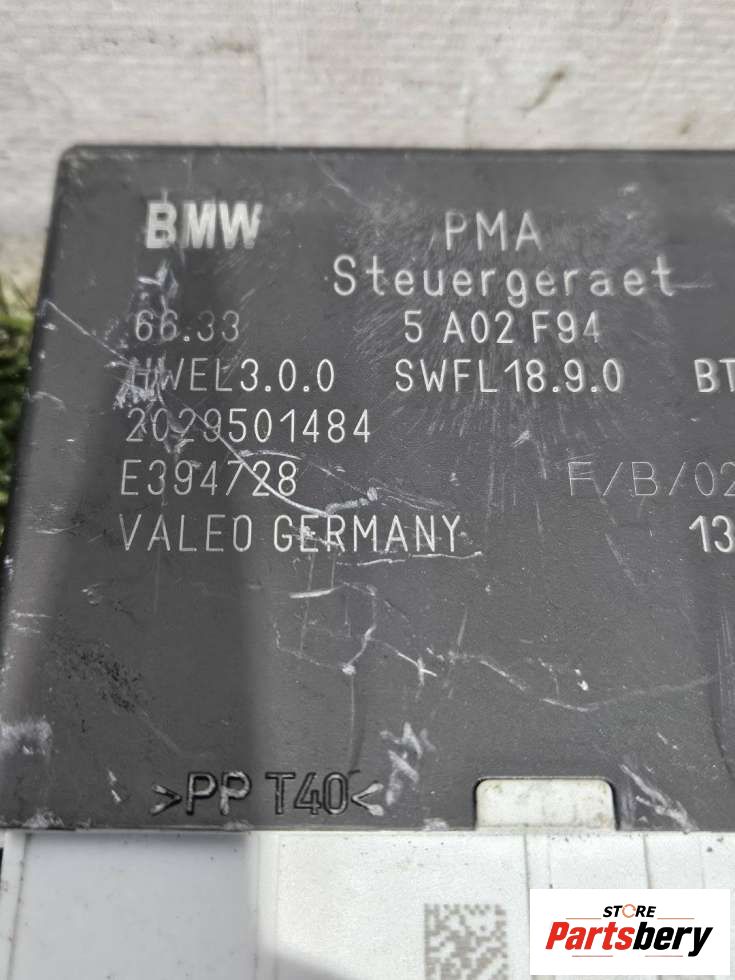 BMW PMA
Steuergeraet
66.33 5 A02 F94
HWEL3.0.0 SWFL18.9.0 BT
2029501484
E394728 F/B/02
VALEO GERMANY 13
>PP T40<
STORE
Partsbery